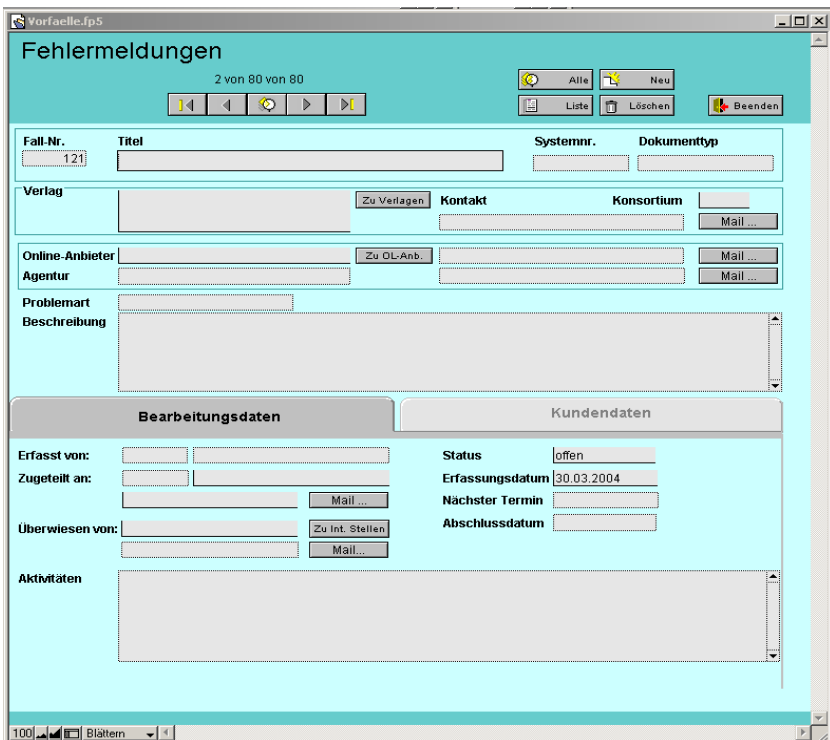 Vorfaelle.fp5
Fehlermeldungen
2 von 80 von 80
Alle Neu
Liste Löschen Beenden
Fall-Nr. Titel Systemnr. Dokumenttyp
121
Verlag Zu Verlagen Kontakt Konsortium
Mail ...
Online-Anbieter Zu OL-Anb. Mail ...
Agentur Mail ...
Problemart
Beschreibung
Bearbeitungsdaten Kundendaten
Erfasst von: Status offen
Zugeteilt an: Erfassungsdatum 30.03.2004
Mail ... Nächster Termin
Überwiesen von: Zu Int. Stellen Abschlussdatum
Mail...
Aktivitäten
100 Blättern